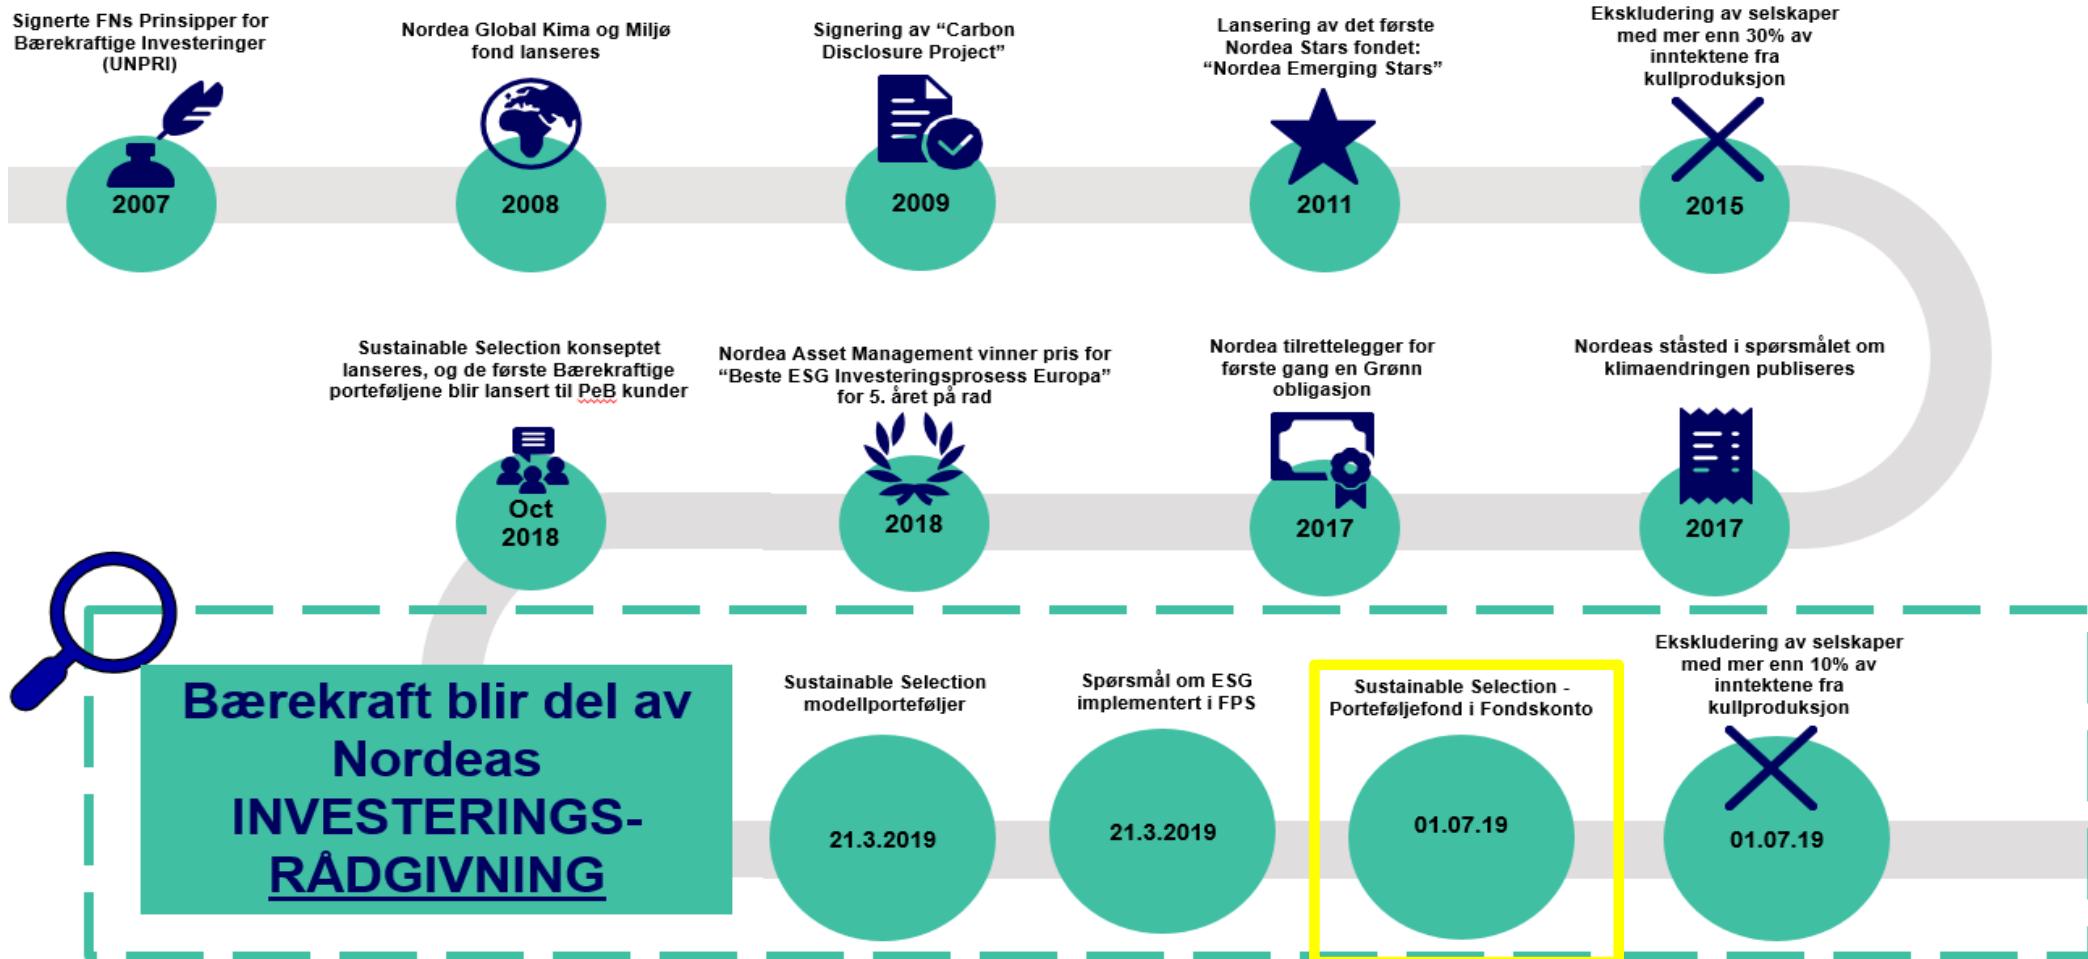 Signerte FNs Prinsipper for
Bærekraftige Investeringer
(UNPRI)
2007
Nordea Global Kima og Miljø
fond lanseres
2008
Signering av “Carbon
Disclosure Project”
2009
Lansering av det første
Nordea Stars fondet:
“Nordea Emerging Stars”
2011
Ekskludering av selskaper
med mer enn 30% av
inntektene fra
kullproduksjon
2015
Nordeas ståsted i spørsmålet om
klimaendringen publiseres
2017
Nordea tilrettelegger for
første gang en Grønn
obligasjon
2017
Nordea Asset Management vinner pris for
“Beste ESG Investeringsprosess Europa”
for 5. året på rad
2018
Sustainable Selection konseptet
lanseres, og de første Bærekraftige
porteføljene blir lansert til PeB kunder
Oct
2018
Bærekraft blir del av
Nordeas
INVESTERINGS-
RÅDGIVNING
Sustainable Selection
modellporteføljer
21.3.2019
Spørsmål om ESG
implementert i FPS
21.3.2019
Sustainable Selection -
Porteføljefond i Fondskonto
01.07.19
Ekskludering av selskaper
med mer enn 10% av
inntektene fra
kullproduksjon
01.07.19